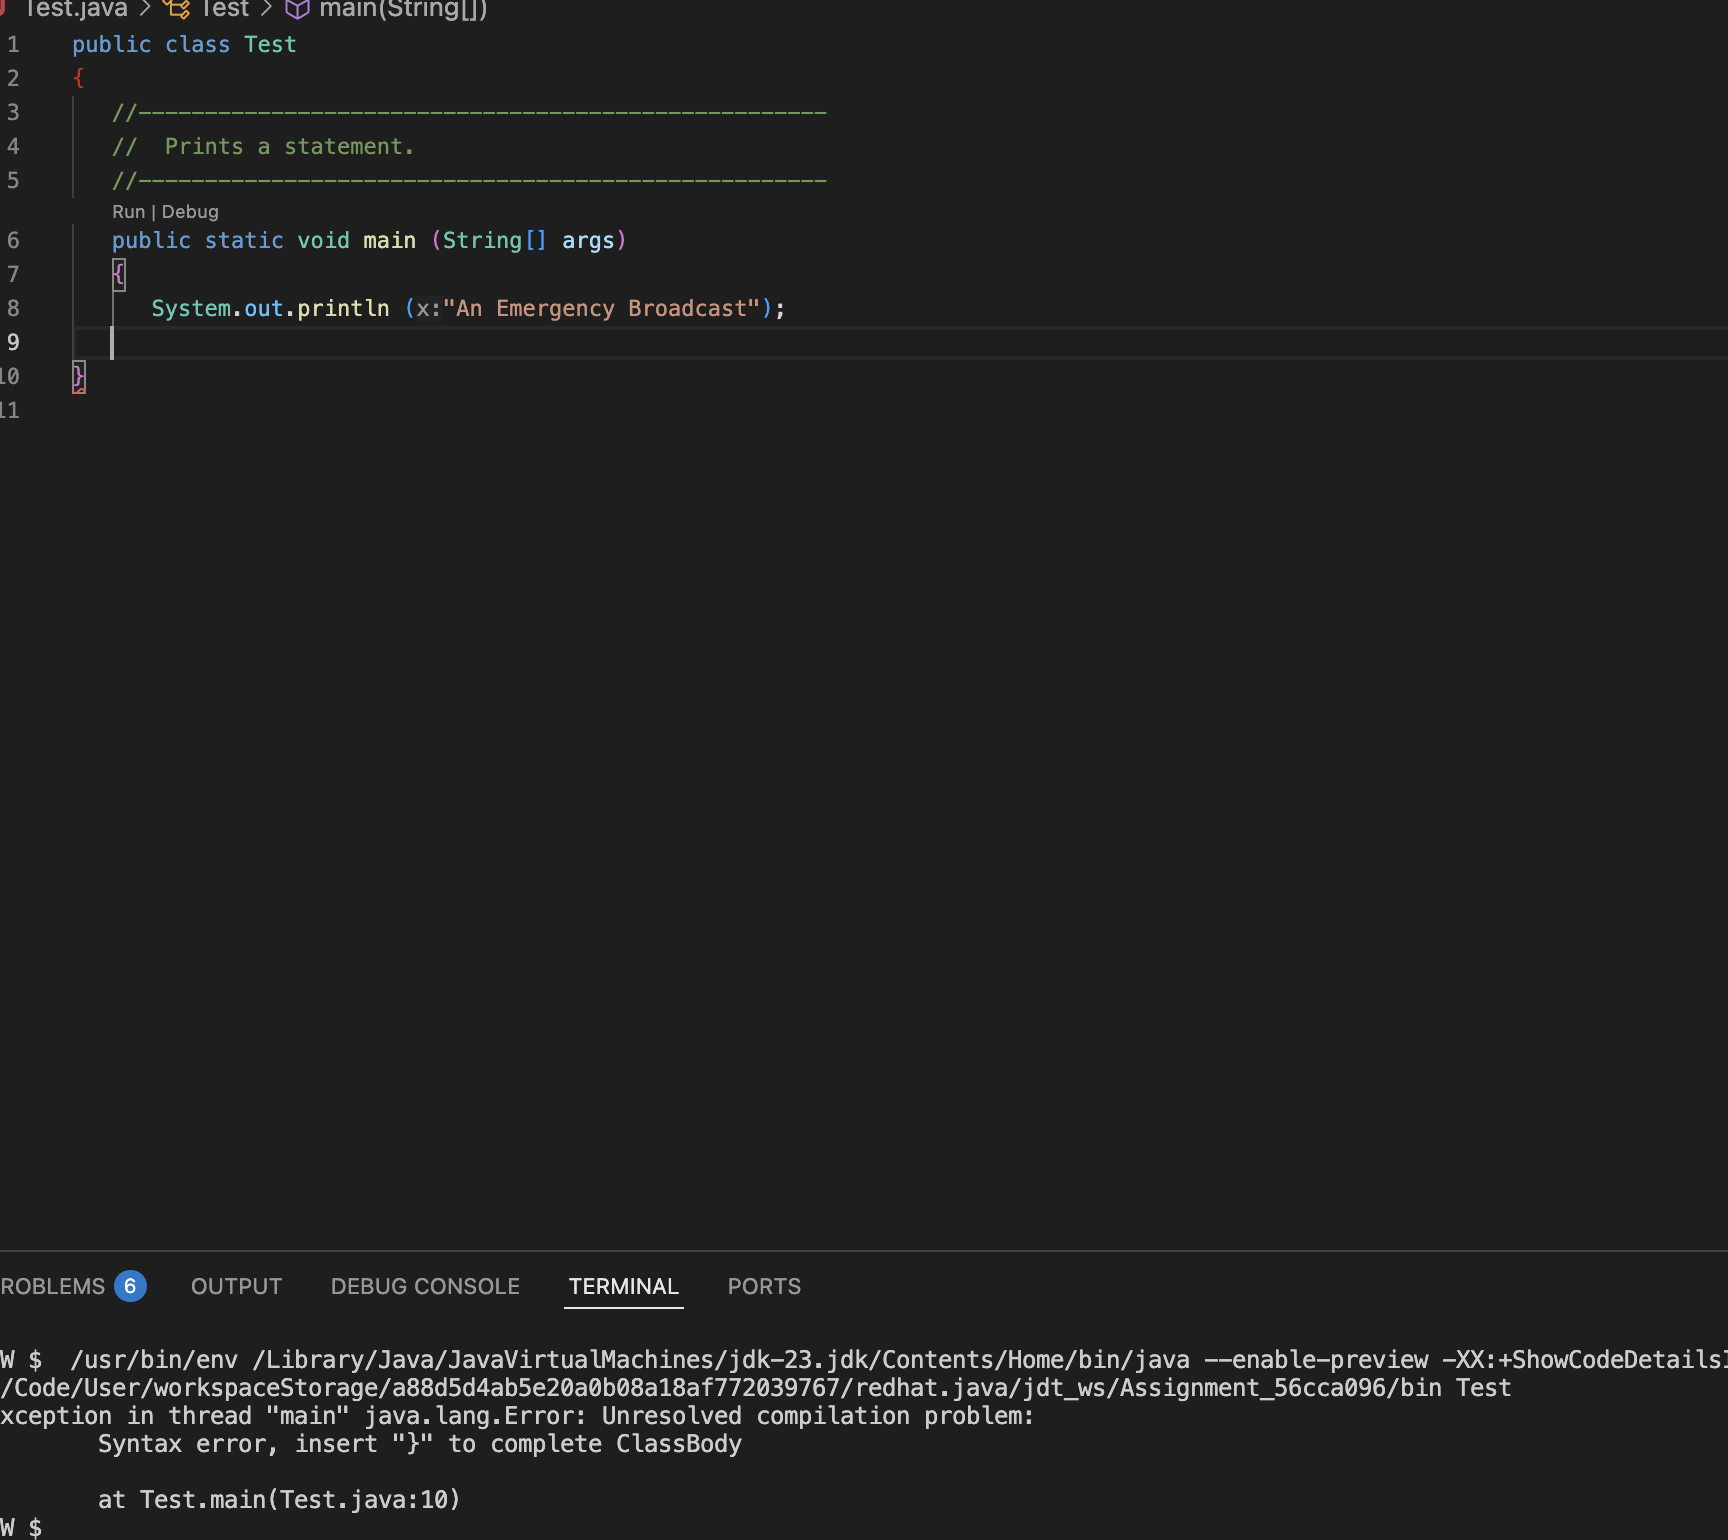 Test.java > Test > main(String[])
1 public class Test
2 {
3 //----------------------------------------------------
4 // Prints a statement.
5 //----------------------------------------------------
Run | Debug
6 public static void main (String[] args)
7 {
8 System.out.println (x:"An Emergency Broadcast");
9
10 }
11
ROBLEMS 6 OUTPUT DEBUG CONSOLE TERMINAL PORTS
W $ /usr/bin/env /Library/Java/JavaVirtualMachines/jdk-23.jdk/Contents/Home/bin/java --enable-preview -XX:+ShowCodeDetailsI
/Code/User/workspaceStorage/a88d5d4ab5e20a0b08a18af772039767/redhat.java/jdt_ws/Assignment_56cca096/bin Test
xception in thread "main" java.lang.Error: Unresolved compilation problem:
Syntax error, insert "}" to complete ClassBody
at Test.main(Test.java:10)
W $